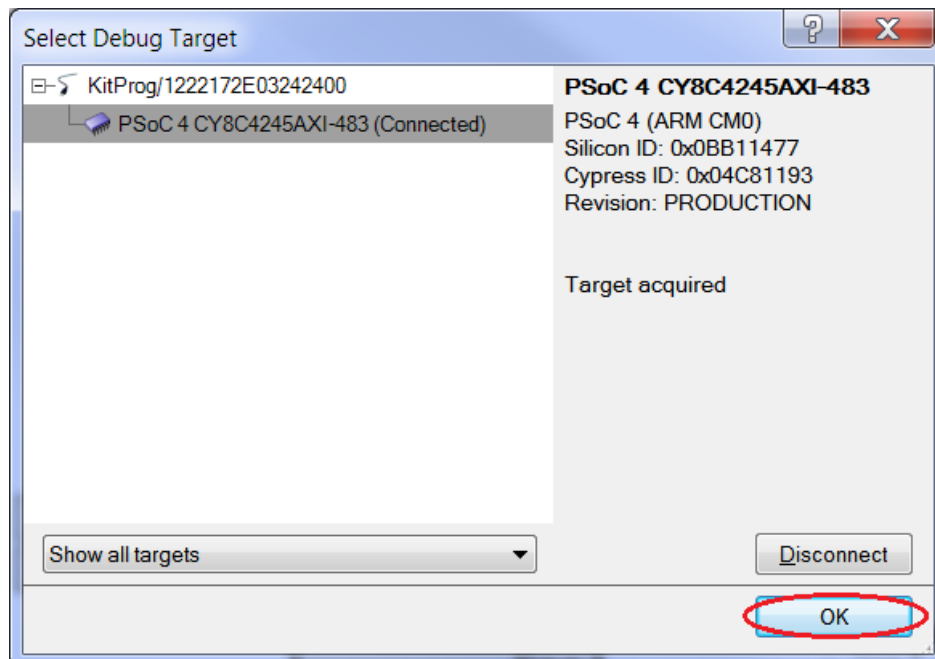 Select Debug Target
KitProg/1222172E03242400
PSoC 4 CY8C4245AXI-483 (Connected)
PSoC 4 CY8C4245AXI-483
PSoC 4 (ARM CM0)
Silicon ID: 0x0BB11477
Cypress ID: 0x04C81193
Revision: PRODUCTION
Target acquired
Show all targets
Disconnect
OK